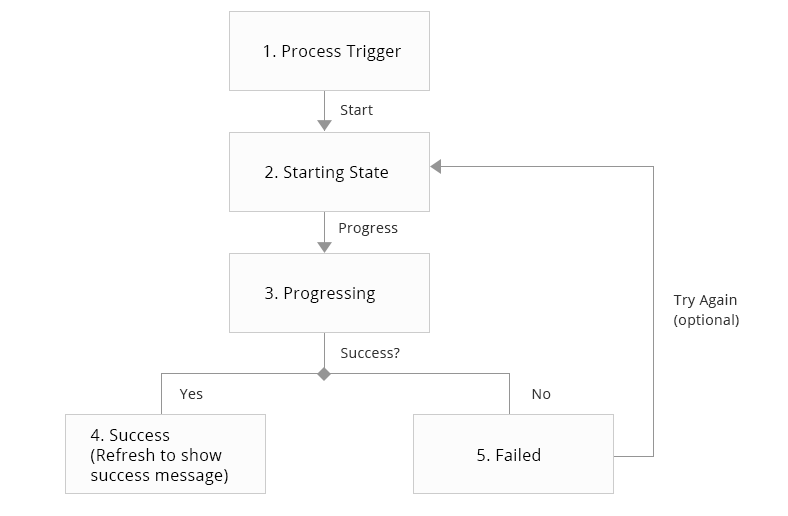 1. Process Trigger
Start
2. Starting State
Progress
3. Progressing
Try Again
(optional)
Success?
Yes
No
4. Success
(Refresh to show
success message)
5. Failed